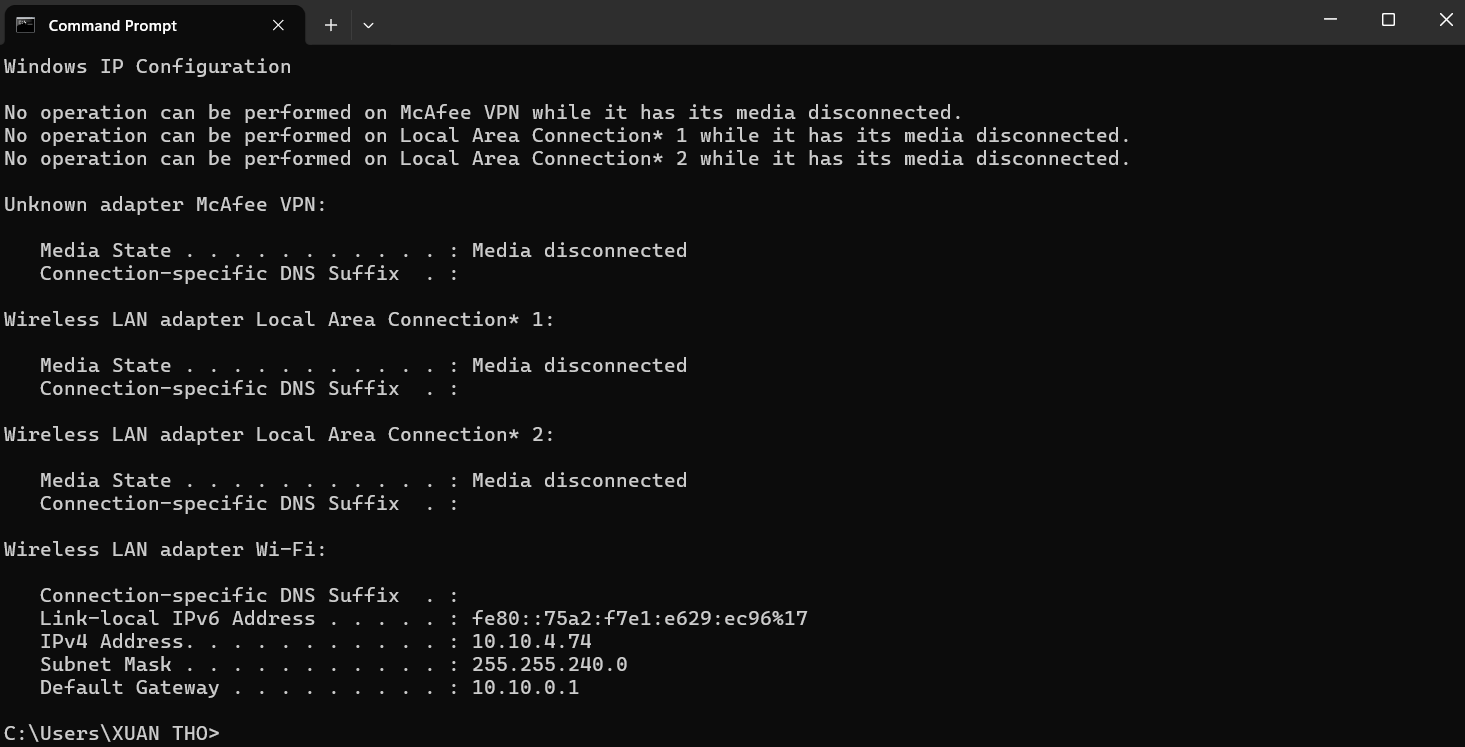 Command Prompt
Windows IP Configuration
No operation can be performed on McAfee VPN while it has its media disconnected.
No operation can be performed on Local Area Connection* 1 while it has its media disconnected.
No operation can be performed on Local Area Connection* 2 while it has its media disconnected.
Unknown adapter McAfee VPN:
   Media State . . . . . . . . . . . : Media disconnected
   Connection-specific DNS Suffix  . :
Wireless LAN adapter Local Area Connection* 1:
   Media State . . . . . . . . . . . : Media disconnected
   Connection-specific DNS Suffix  . :
Wireless LAN adapter Local Area Connection* 2:
   Media State . . . . . . . . . . . : Media disconnected
   Connection-specific DNS Suffix  . :
Wireless LAN adapter Wi-Fi:
   Connection-specific DNS Suffix  . :
   Link-local IPv6 Address . . . . . : fe80::75a2:f7e1:e629:ec96%17
   IPv4 Address. . . . . . . . . . . : 10.10.4.74
   Subnet Mask . . . . . . . . . . . : 255.255.240.0
   Default Gateway . . . . . . . . . : 10.10.0.1
C:\Users\XUAN THO>